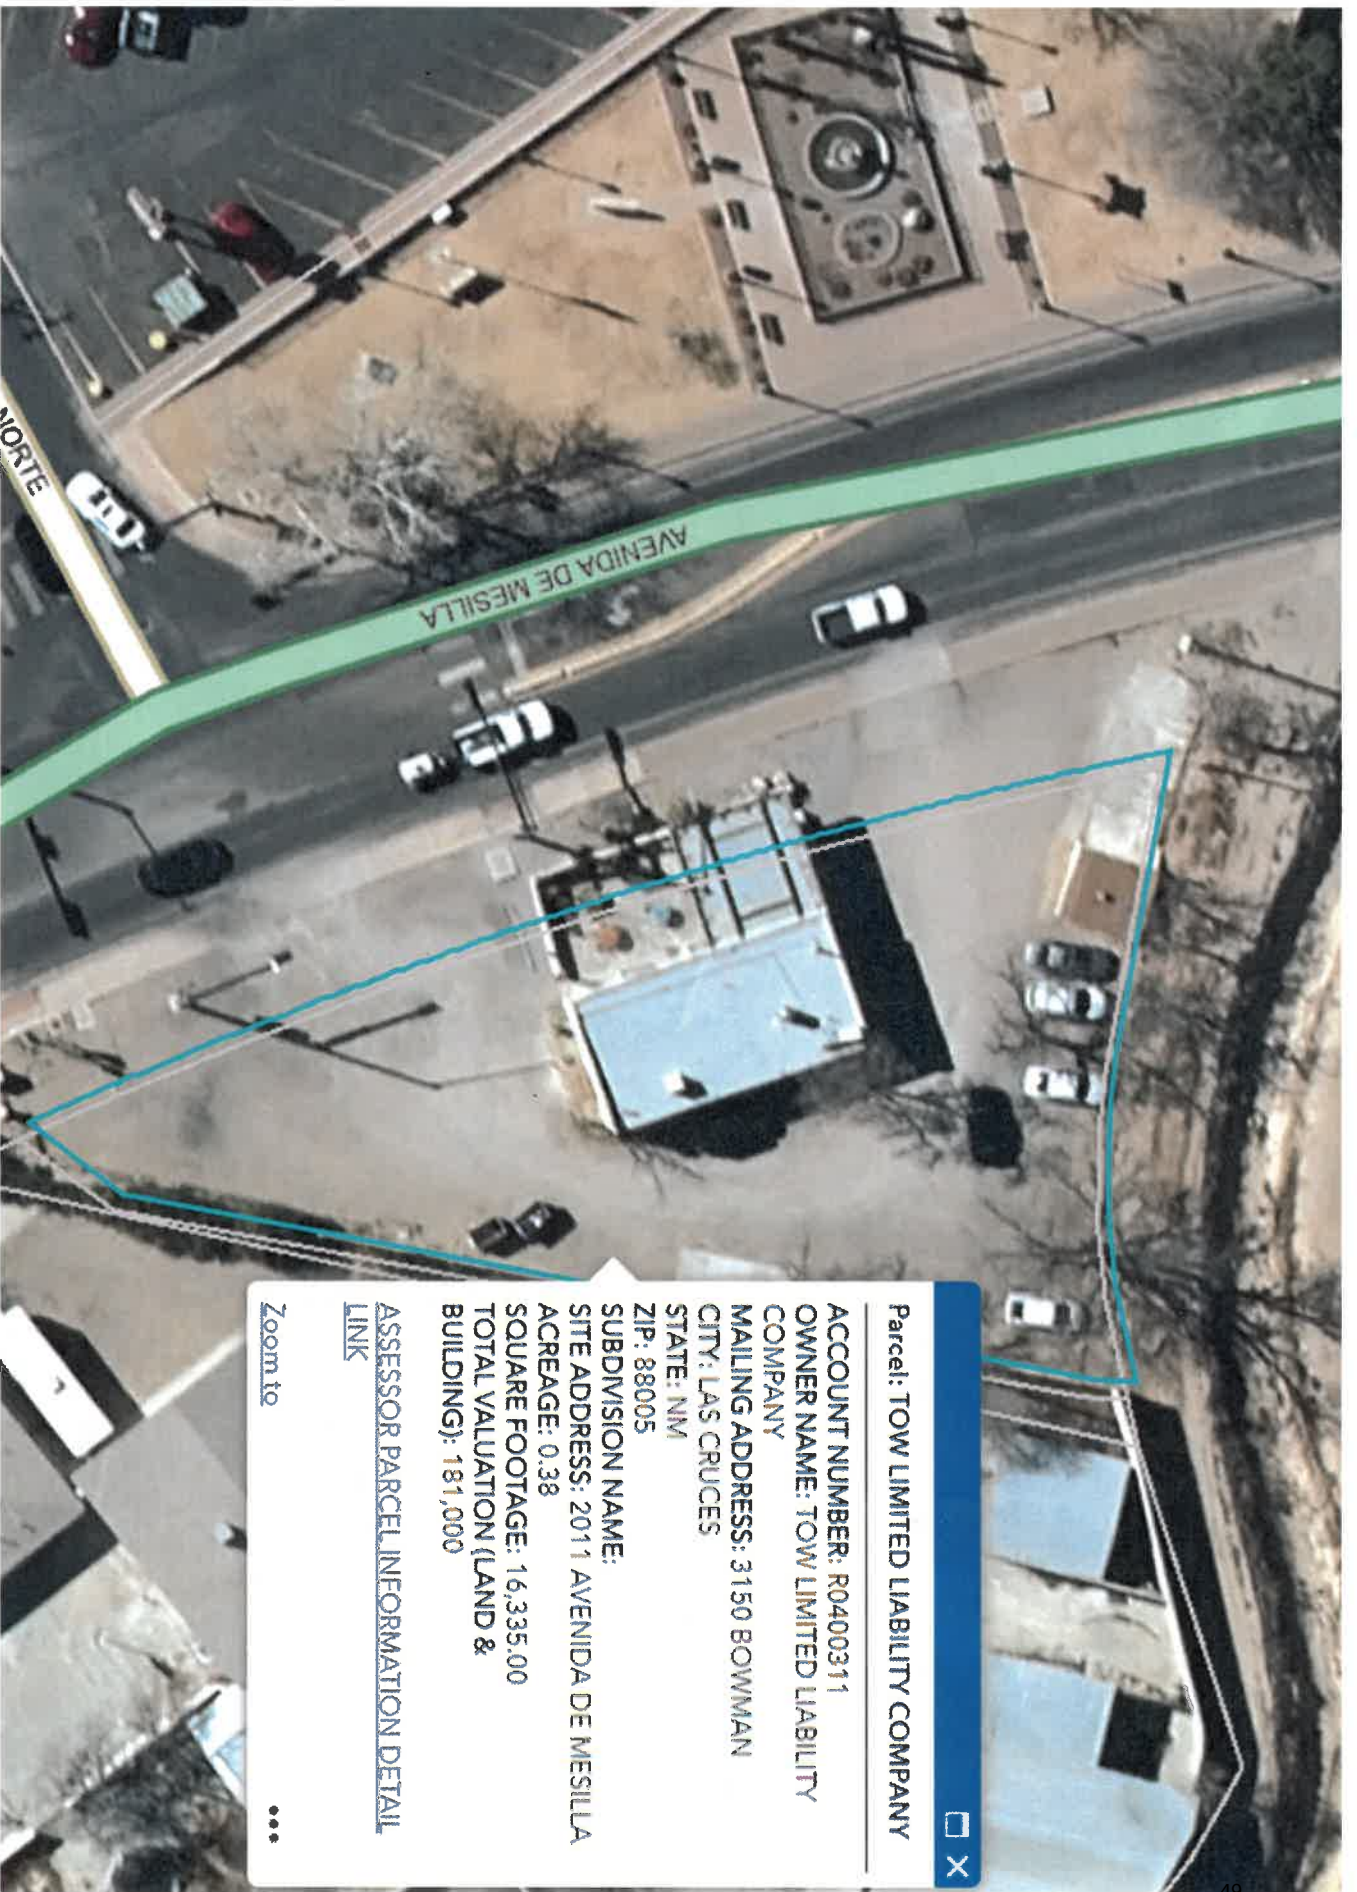 Parcel: TOW LIMITED LIABILITY COMPANY
ACCOUNT NUMBER: R0400311
OWNER NAME: TOW LIMITED LIABILITY
COMPANY
MAILING ADDRESS: 3150 BOWMAN
CITY: LAS CRUCES
STATE: NM
ZIP: 88005
SUBDIVISION NAME:
SITE ADDRESS: 2011 AVENIDA DE MESILLA
ACREAGE: 0.38
SQUARE FOOTAGE: 16,335.00
TOTAL VALUATION (LAND &
BUILDING): 181,000
ASSESSOR PARCEL INFORMATION DETAIL
LINK
Zoom to
AVENIDA DE MESILLA
NORTE
49